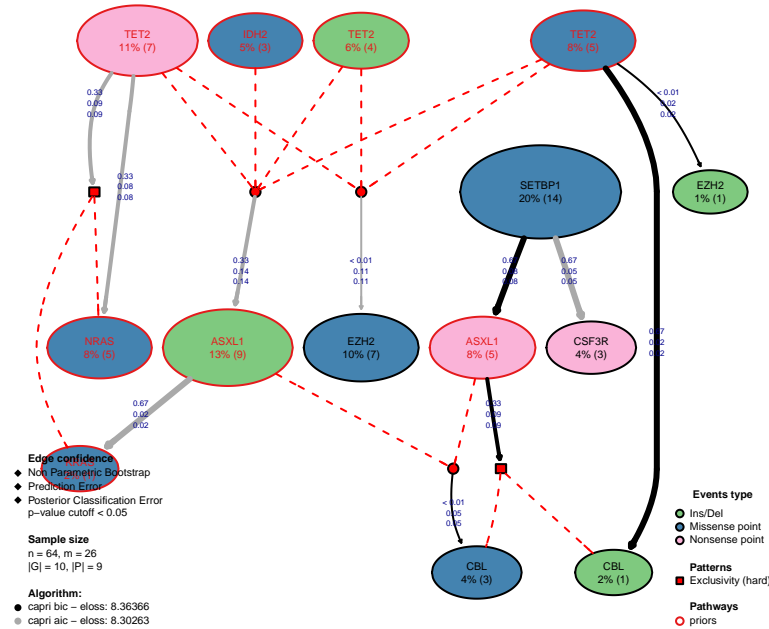 TET2
11% (7)
IDH2
5% (3)
TET2
6% (4)
TET2
8% (5)
0.33
0.09
0.09
< 0.01
0.02
0.02
0.33
0.08
0.08
SETBP1
20% (14)
EZH2
1% (1)
0.33
0.14
0.14
< 0.01
0.11
0.11
0.08
0.67
0.05
0.05
NRAS
8% (5)
ASXL1
13% (9)
EZH2
10% (7)
ASXL1
8% (5)
CSF3R
4% (3)
0.67
0.02
0.02
0.33
Edge confidence
Non Parametric Bootstrap
Prediction Error
Posterior Classification Error
p−value cutoff < 0.05
< 0.01
0.05
0.05
Sample size
n = 64, m = 26
|G| = 10, |P| = 9
Algorithm:
capri bic − eloss: 8.36366
capri aic − eloss: 8.30263
CBL
4% (3)
CBL
2% (1)
Events type
Ins/Del
Missense point
Nonsense point
Patterns
Exclusivity (hard)
Pathways
priors